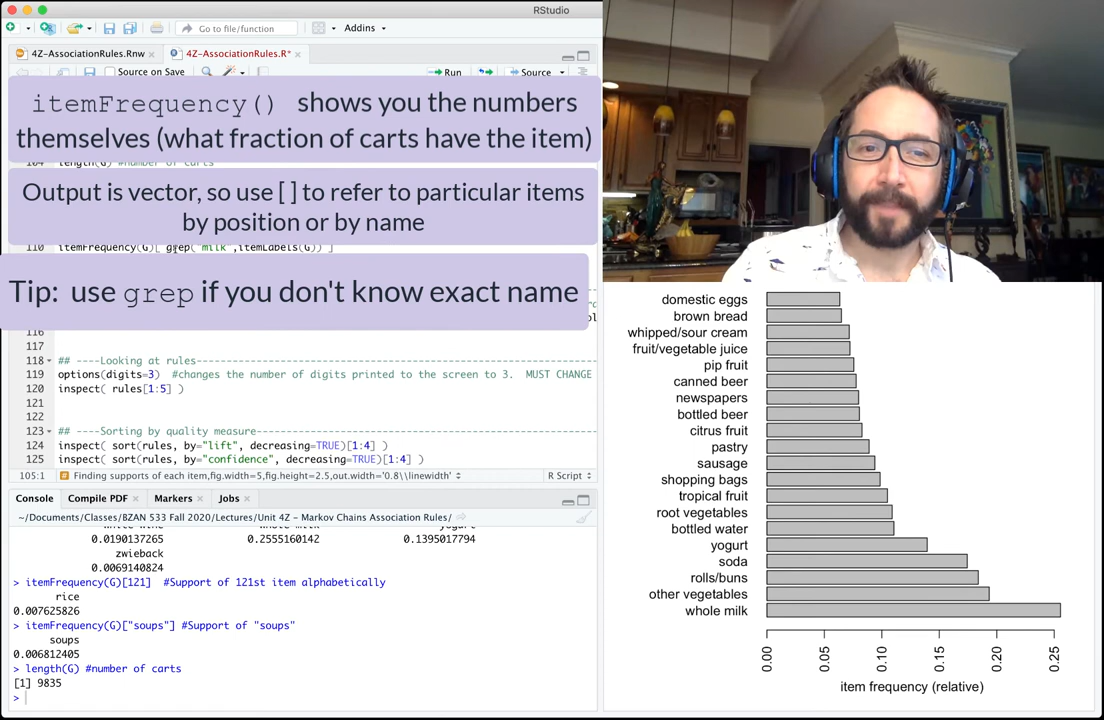 RStudio
Go to file/function
Addins
4Z-AssociationRules.Rnw
4Z-AssociationRules.R*
Source on Save
Run
Source
itemFrequency() shows you the numbers
themselves (what fraction of carts have the item)
104 length(G) #number of carts
Output is vector, so use [ ] to refer to particular items
by position or by name
110 itemFrequency(G)[ grep("milk",itemLabels(G)) ]
Tip: use grep if you don't know exact name
116
117
118 ## ----Looking at rules----
119 options(digits=3) #changes the number of digits printed to the screen to 3. MUST CHANGE
120 inspect( rules[1:5] )
121
122
123 ## ----Sorting by quality measure----
124 inspect( sort(rules, by="lift", decreasing=TRUE)[1:4] )
125 inspect( sort(rules, by="confidence", decreasing=TRUE)[1:4] )
105:1 Finding supports of each item,fig.width=5,fig.height=2.5,out.width='0.8\\linewidth'
R Script
Console
Compile PDF
Markers
Jobs
~/Documents/Classes/BZAN 533 Fall 2020/Lectures/Unit 4Z - Markov Chains Association Rules/
white wine whole milk yogurt
0.0190137265 0.2555160142 0.1395017794
zwieback
0.0069140824
> itemFrequency(G)[121] #Support of 121st item alphabetically
rice
0.007625826
> itemFrequency(G)["soups"] #Support of "soups"
soups
0.006812405
> length(G) #number of carts
[1] 9835
>
domestic eggs
brown bread
whipped/sour cream
fruit/vegetable juice
pip fruit
canned beer
newspapers
bottled beer
citrus fruit
pastry
sausage
shopping bags
tropical fruit
root vegetables
bottled water
yogurt
soda
rolls/buns
other vegetables
whole milk
0.00
0.05
0.10
0.15
0.20
0.25
item frequency (relative)